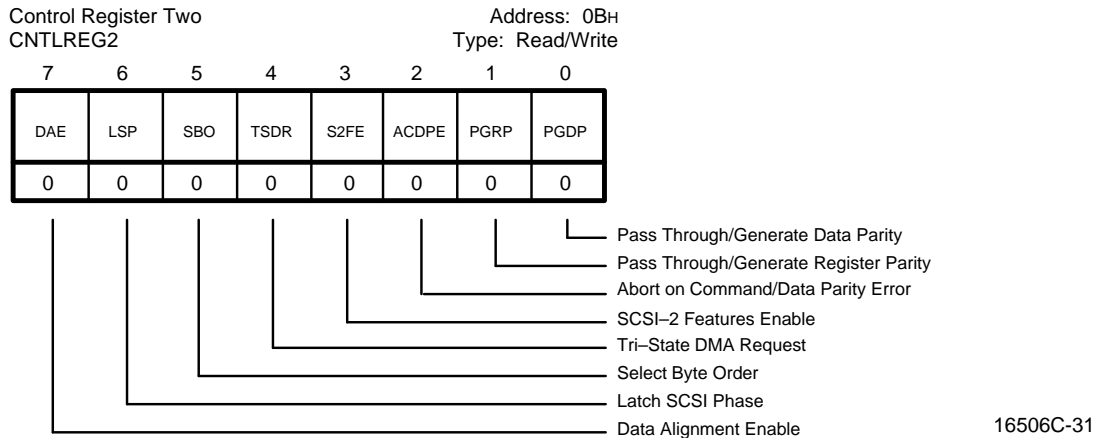 Control Register Two Address: 0BH
CNTLREG2 Type: Read/Write
7 6 5 4 3 2 1 0
DAE LSP SBO TSDR S2FE ACDPE PGRP PGDP
0 0 0 0 0 0 0 0
Pass Through/Generate Data Parity
Pass Through/Generate Register Parity
Abort on Command/Data Parity Error
SCSI–2 Features Enable
Tri–State DMA Request
Select Byte Order
Latch SCSI Phase
Data Alignment Enable 16506C-31